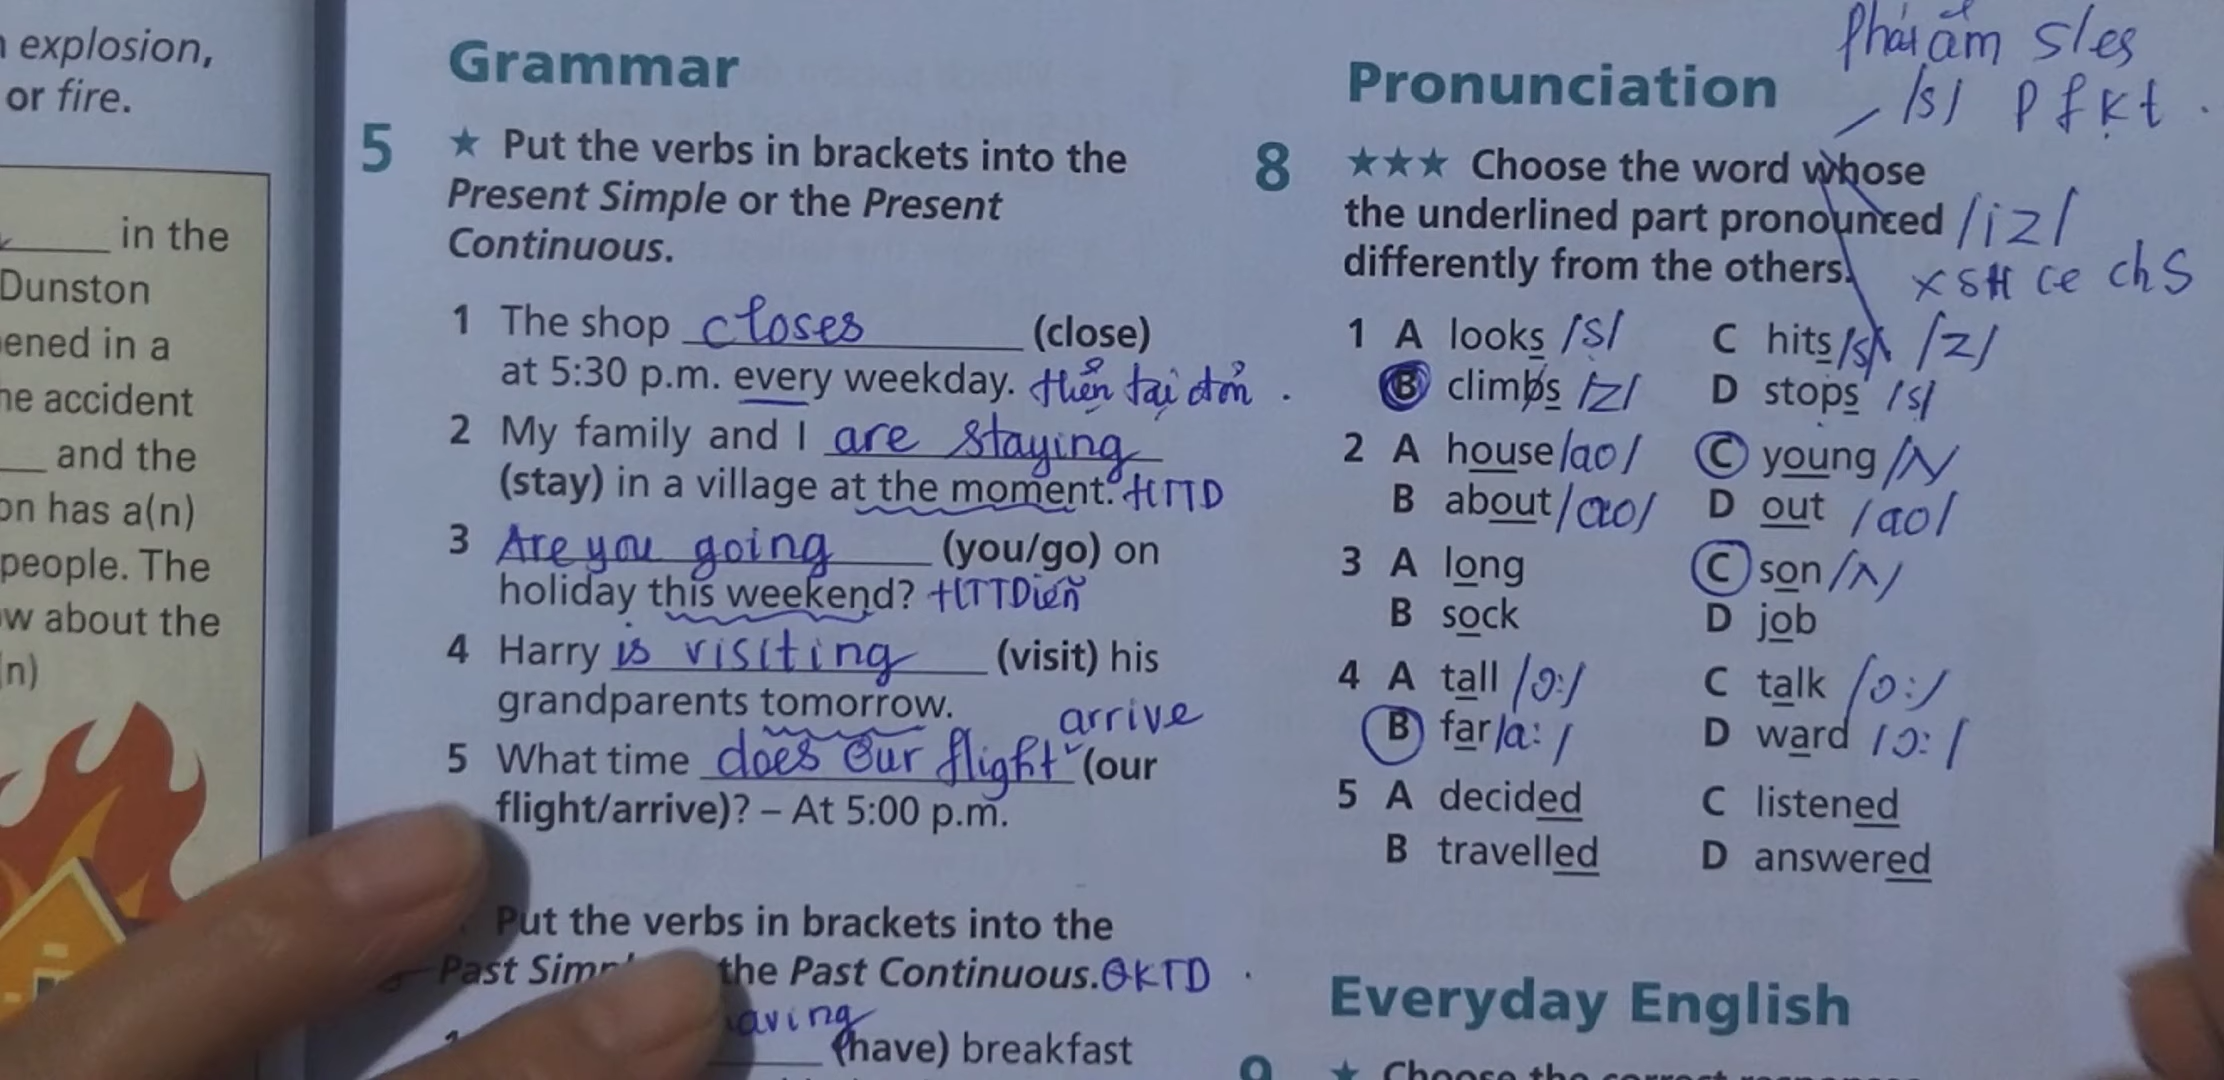 explosion,
or fire.
in the
Dunston
ened in a
he accident
and the
on has a(n)
people. The
w about the
n)
Grammar
5 ★ Put the verbs in brackets into the
Present Simple or the Present
Continuous.
1 The shop closes (close)
at 5:30 p.m. every weekday. hiện tại đơn.
2 My family and I are staying
(stay) in a village at the moment. HTTD
3 Are you going (you/go) on
holiday this weekend? HTTDiễn
4 Harry is visiting (visit) his
grandparents tomorrow.
arrive
5 What time does our flight (our
flight/arrive)? – At 5:00 p.m.
Put the verbs in brackets into the
the Past Continuous. QKTD
aving
(have) breakfast
phát âm s/es
/s/ p f k t
Pronunciation
8 ★★★ Choose the word whose
the underlined part pronounced /iz/
differently from the others. x sh ce ch s
1 A looks /s/ C hits /s/ /z/
B climbs /z/ D stops /s/
2 A house /ao/ C young /ʌ/
B about /ao/ D out /ao/
3 A long C son /ʌ/
B sock D job
4 A tall /ɔ:/ C talk /ɔ:/
B far /a:/ D ward /ɔ:/
5 A decided C listened
B travelled D answered
Everyday English
9 ★ Choose the correct